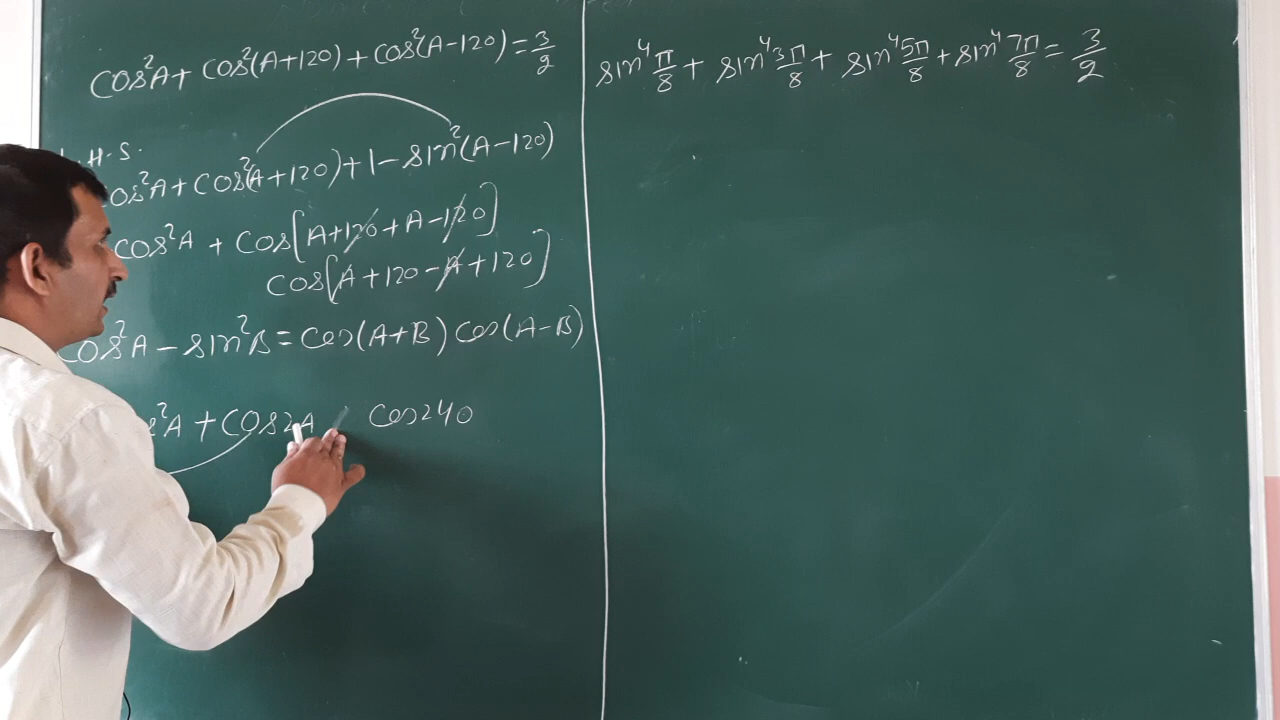 cos²A + cos²(A+120) + cos²(A-120) = 3/2
.H.S.
cos²A + cos²(A+120) + 1 - sin²(A-120)
cos²A + cos[A+120+A-120]
cos[A+120-A+120]
cos²A - sin²B = cos(A+B) cos(A-B)
s²A + cos2A cos240
sin⁴ π/8 + sin⁴ 3π/8 + sin⁴ 5π/8 + sin⁴ 7π/8 = 3/2